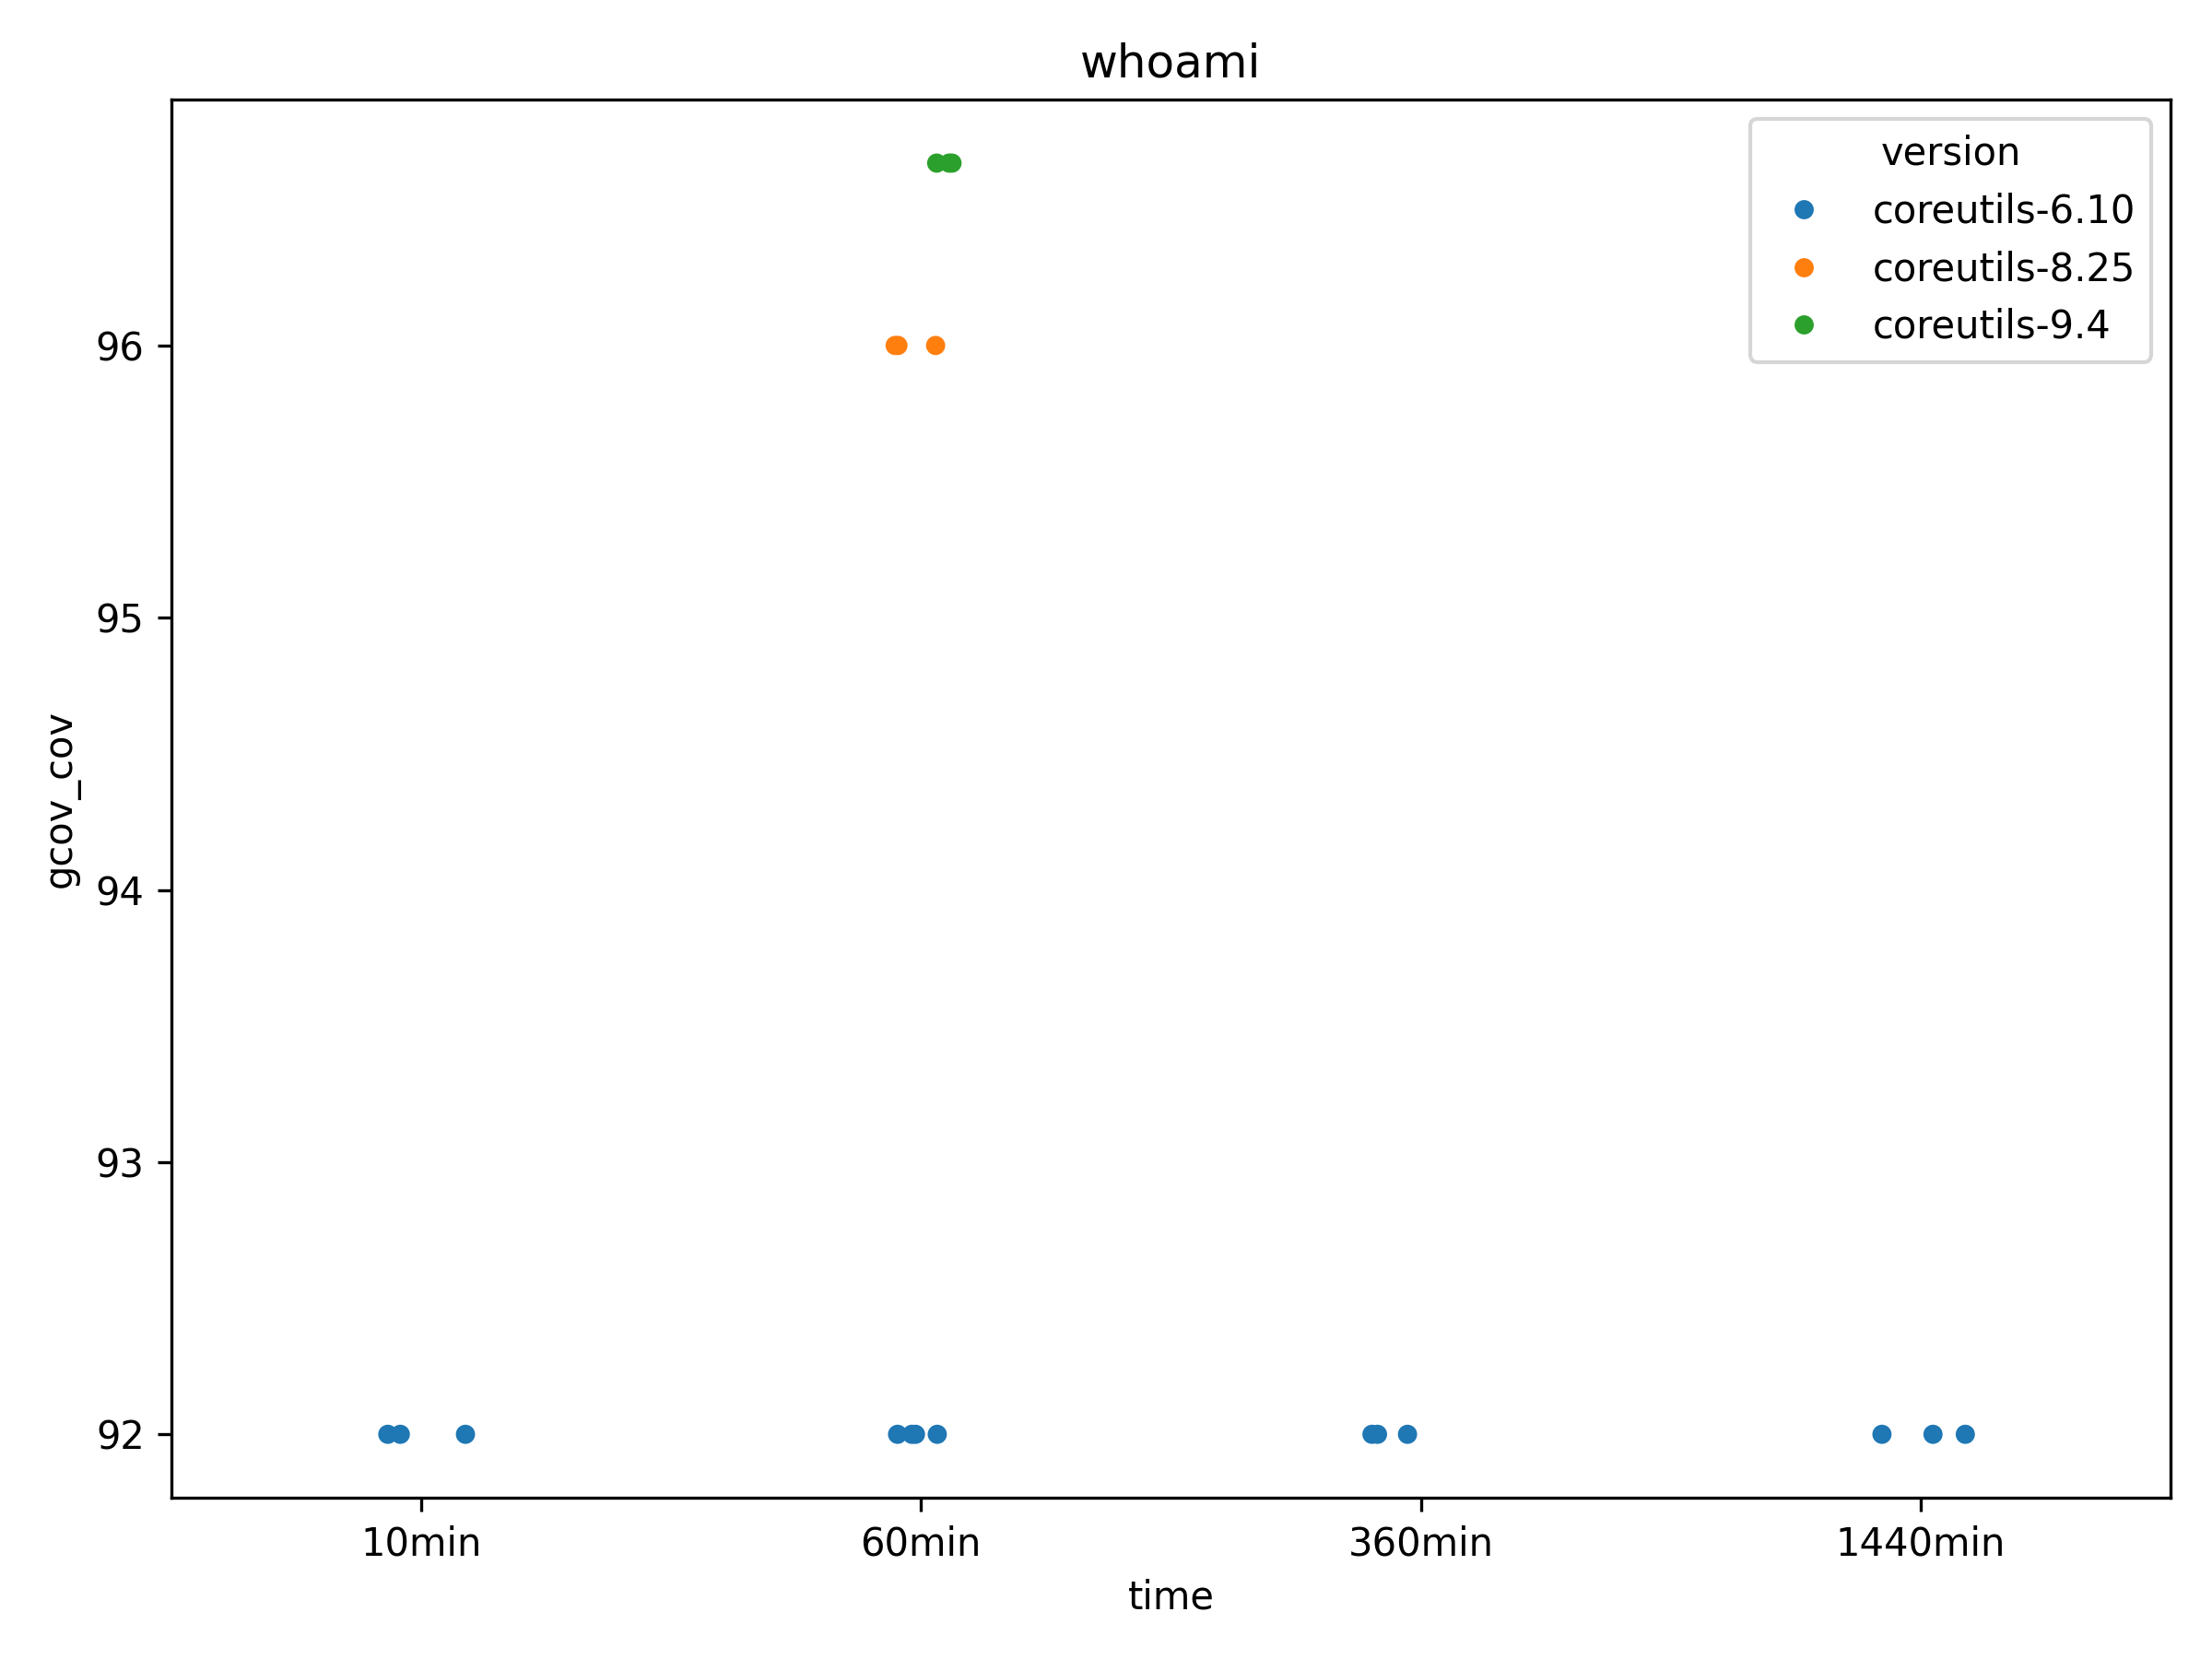 whoami
version
coreutils-6.10
coreutils-8.25
coreutils-9.4
gcov_cov
96
95
94
93
92
10min 60min 360min 1440min
time